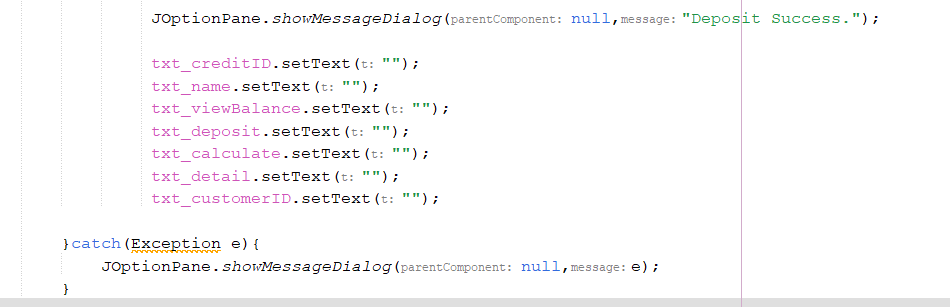 JOptionPane.showMessageDialog(parentComponent: null,message:"Deposit Success.");
txt_creditID.setText(t: "");
txt_name.setText(t: "");
txt_viewBalance.setText(t: "");
txt_deposit.setText(t: "");
txt_calculate.setText(t: "");
txt_detail.setText(t: "");
txt_customerID.setText(t: "");
}catch(Exception e){
JOptionPane.showMessageDialog(parentComponent: null,message: e);
}